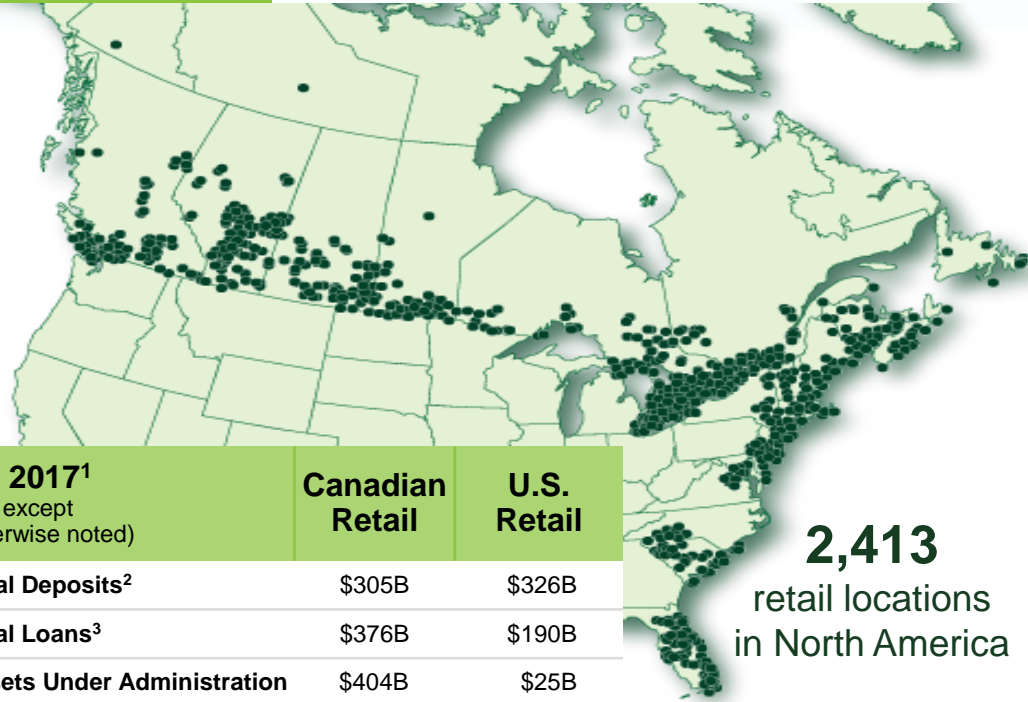 2017¹
except
erwise noted)
Canadian
Retail
U.S.
Retail
al Deposits² $305B $326B
al Loans³ $376B $190B
sets Under Administration $404B $25B
2,413
retail locations
in North America